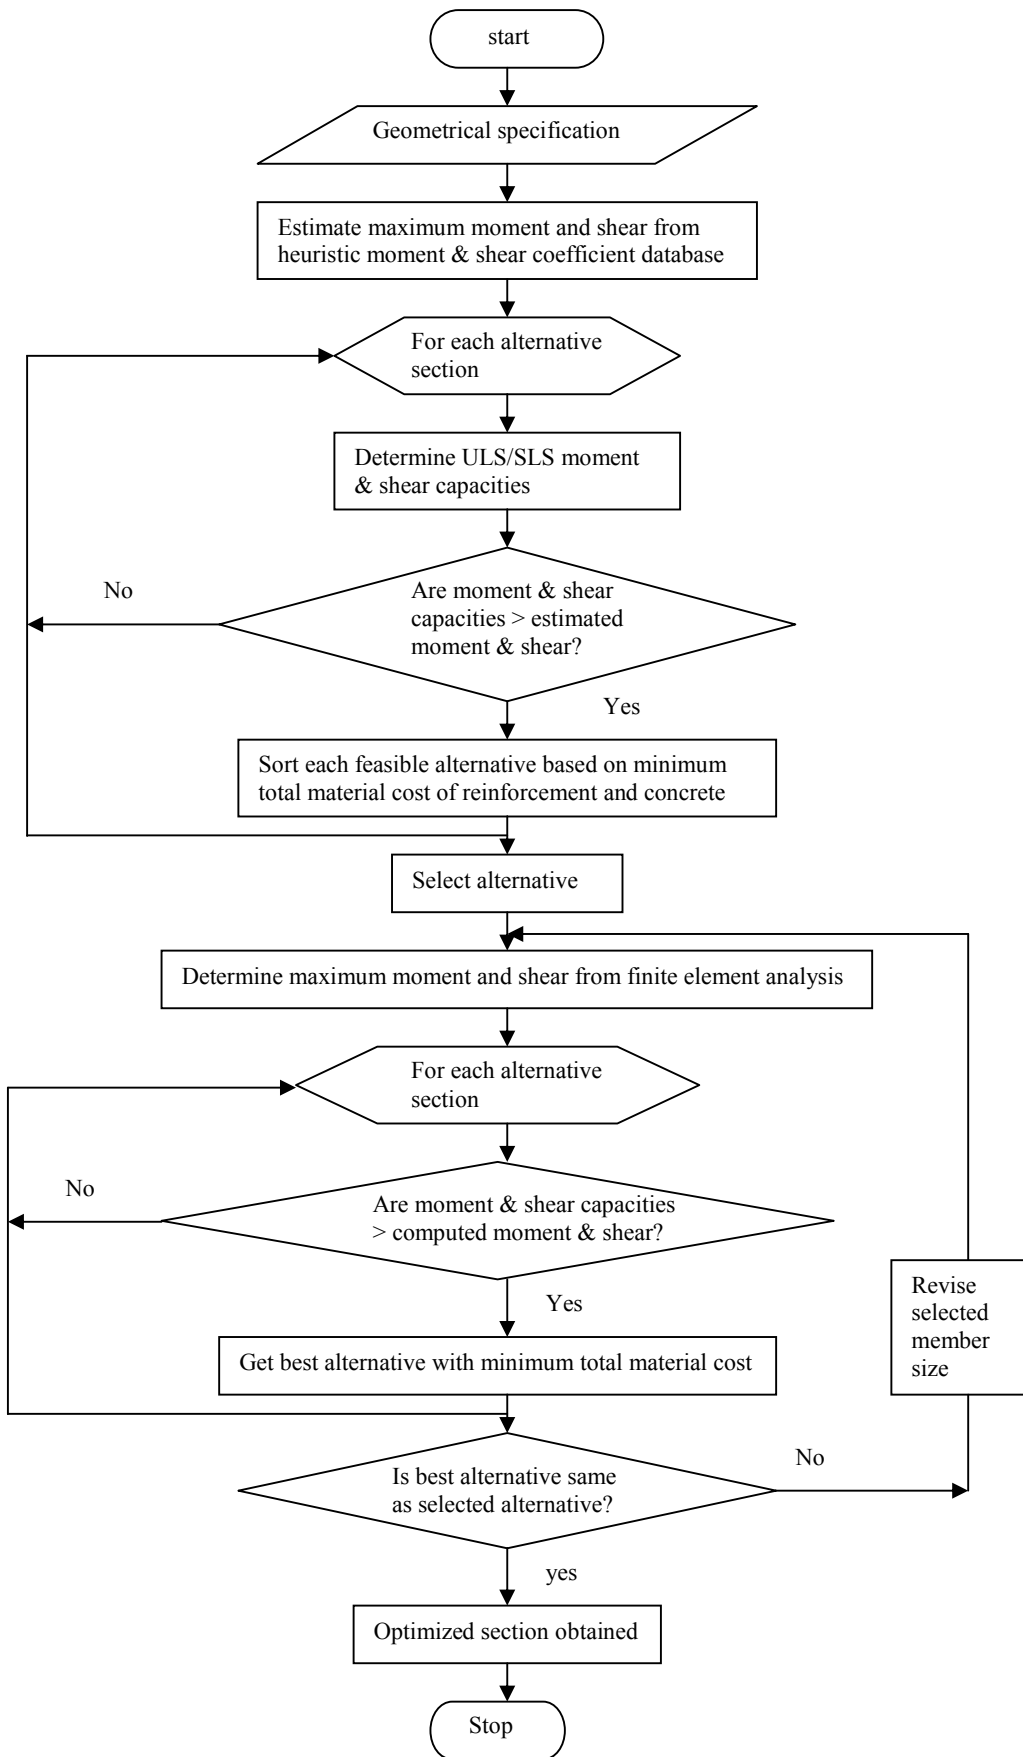 start
Geometrical specification
Estimate maximum moment and shear from
heuristic moment & shear coefficient database
For each alternative
section
Determine ULS/SLS moment
& shear capacities
No
Are moment & shear
capacities > estimated
moment & shear?
Yes
Sort each feasible alternative based on minimum
total material cost of reinforcement and concrete
Select alternative
Determine maximum moment and shear from finite element analysis
For each alternative
section
No
Are moment & shear capacities
> computed moment & shear?
Yes
Revise
selected
member
size
Get best alternative with minimum total material cost
No
Is best alternative same
as selected alternative?
yes
Optimized section obtained
Stop